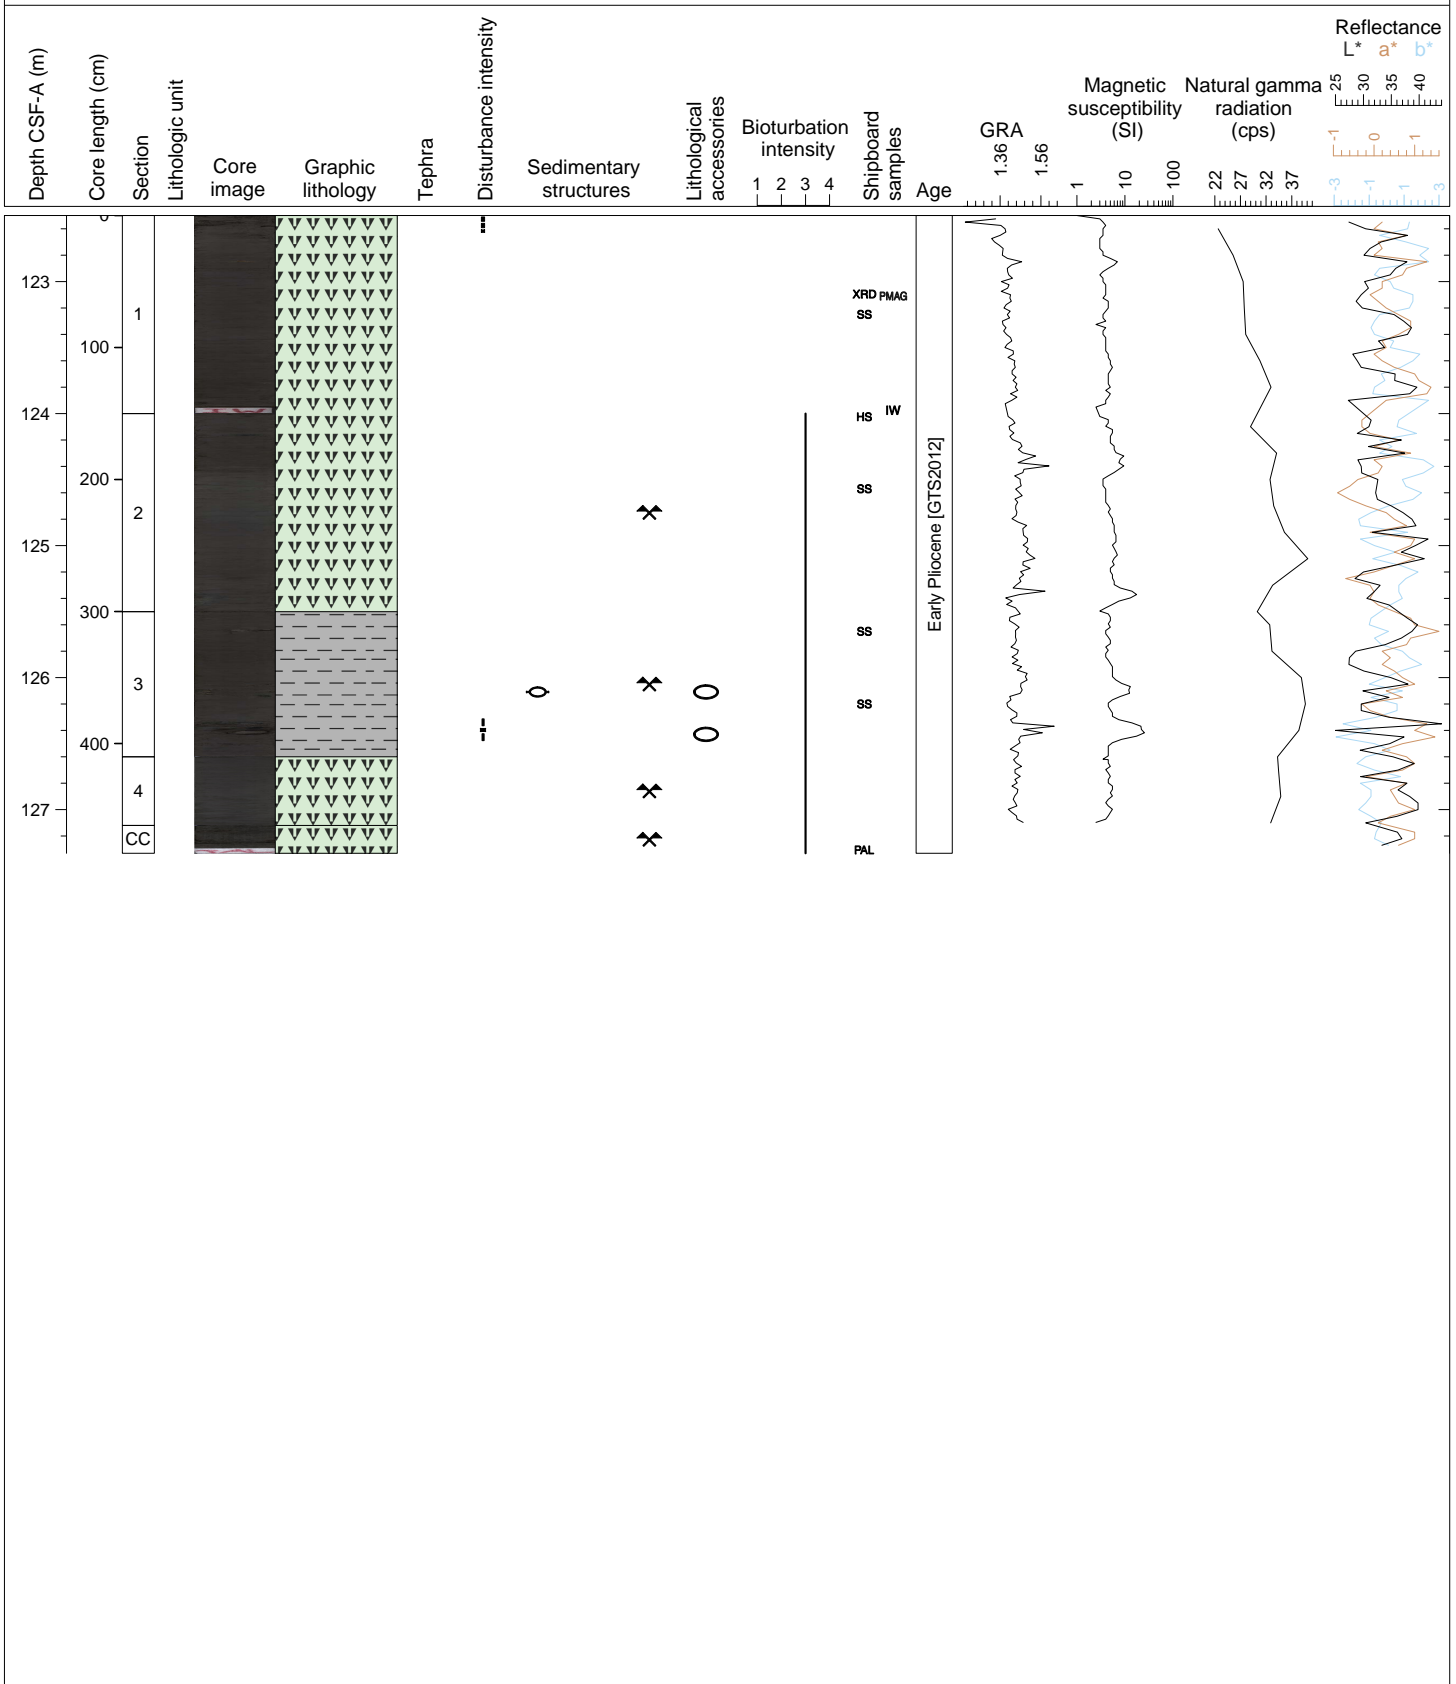 Depth CSF-A (m)
Core length (cm)
Section
Lithologic unit
Core
image
Graphic
lithology
Tephra
Disturbance intensity
Sedimentary
structures
Lithological
accessories
Bioturbation
intensity
1 2 3 4
Shipboard
samples
Age
GRA
1.36 1.56
Magnetic
susceptibility
(SI)
1 10 100
Natural gamma
radiation
(cps)
22 27 32 37
Reflectance
L* a* b*
25 30 35 40
-1 0 1
-3 -1 1 3
0
123
XRD PMAG
1
SS
100
124
HS IW
Early Pliocene [GTS2012]
200
SS
2
125
300
SS
126
3
SS
400
4
127
CC
PAL